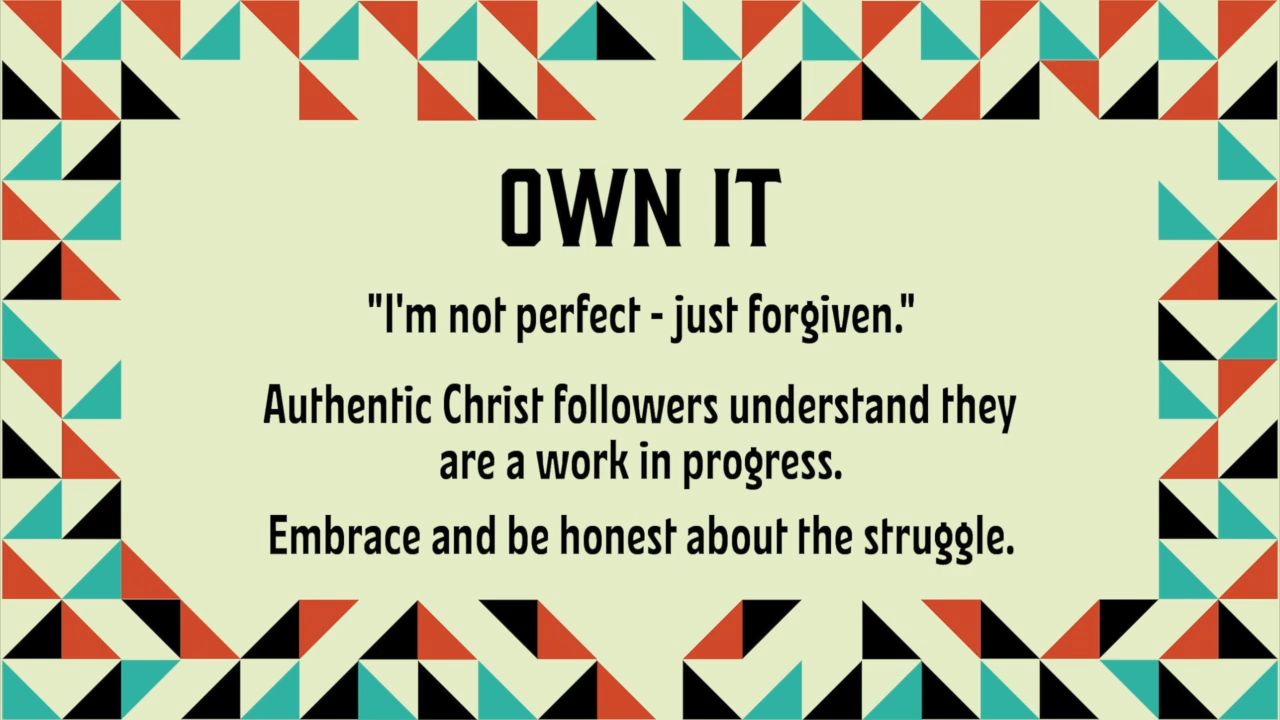 OWN IT
"I'm not perfect - just forgiven."
Authentic Christ followers understand they
are a work in progress.
Embrace and be honest about the struggle.